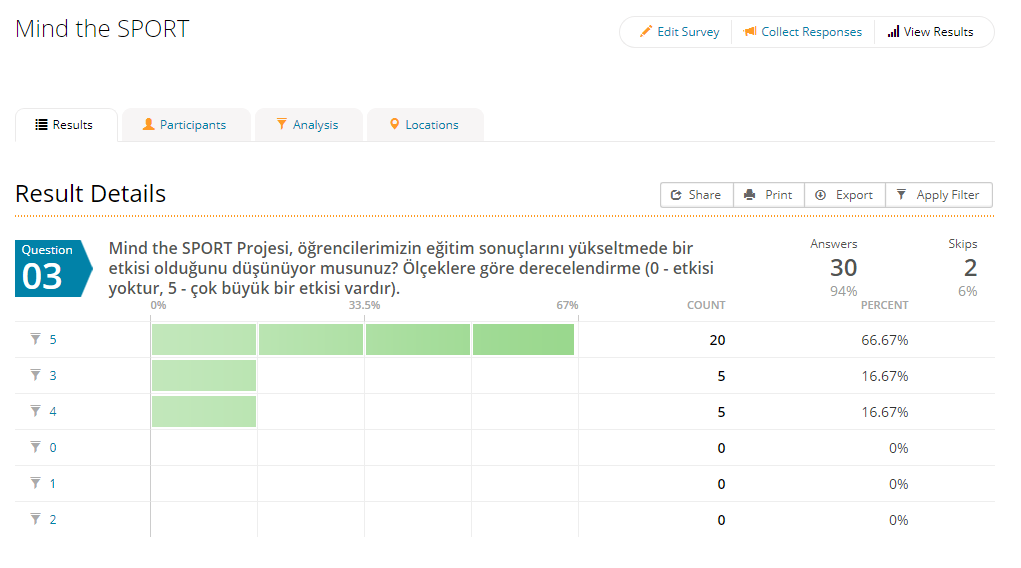 Mind the SPORT
Edit Survey Collect Responses View Results
Results Participants Analysis Locations
Result Details
Share Print Export Apply Filter
Question
03
Mind the SPORT Projesi, öğrencilerimizin eğitim sonuçlarını yükseltmede bir
etkisi olduğunu düşünüyor musunuz? Ölçeklere göre derecelendirme (0 - etkisi
yoktur, 5 - çok büyük bir etkisi vardır).
Answers
30
94%
Skips
2
6%
0% 33.5% 67% COUNT PERCENT
5 20 66.67%
3 5 16.67%
4 5 16.67%
0 0 0%
1 0 0%
2 0 0%